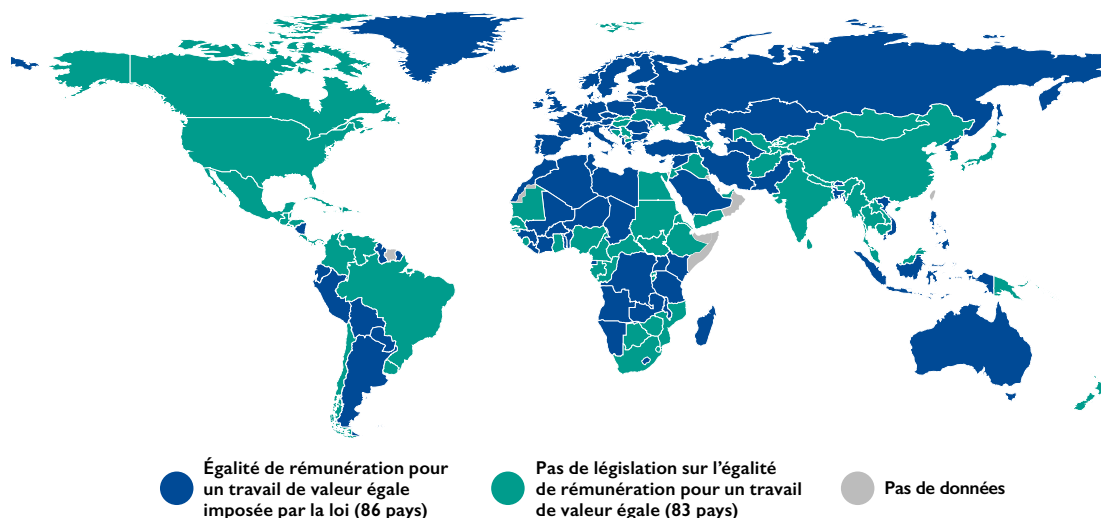 Égalité de rémunération pour
un travail de valeur égale
imposée par la loi (86 pays)
Pas de législation sur l’égalité
de rémunération pour un travail
de valeur égale (83 pays)
Pas de données